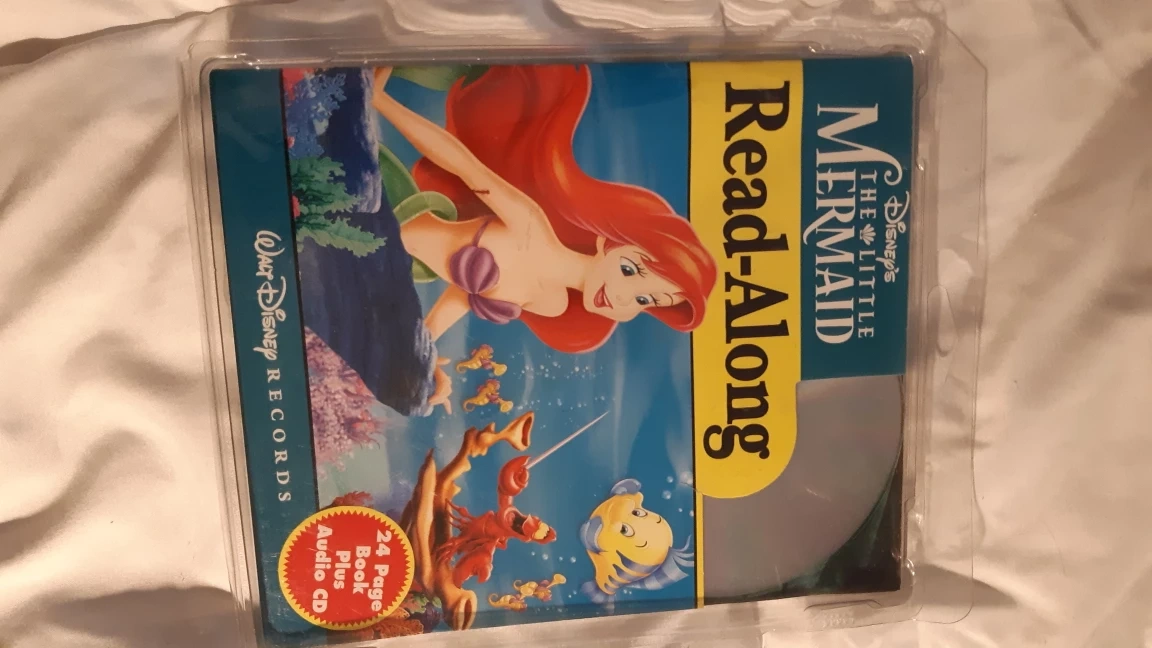 DISNEY'S
THE LITTLE
MERMAID
Read-Along
24 Page
Book
Plus
Audio CD
WALT DISNEY RECORDS